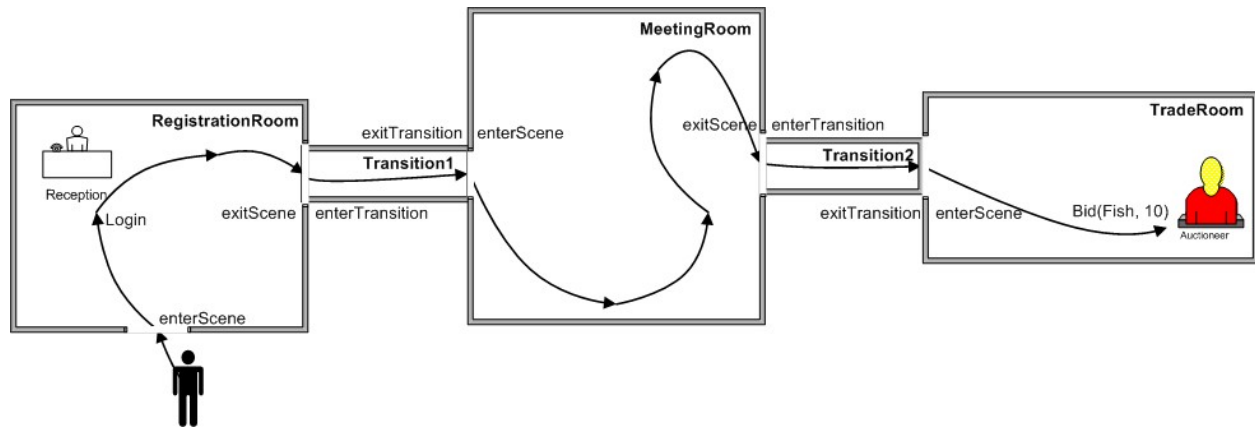 MeetingRoom
RegistrationRoom
TradeRoom
exitTransition
enterScene
exitScene
enterTransition
Transition1
Transition2
Reception
Login
exitScene
enterTransition
exitTransition
enterScene
Bid(Fish, 10)
Auctioneer
enterScene